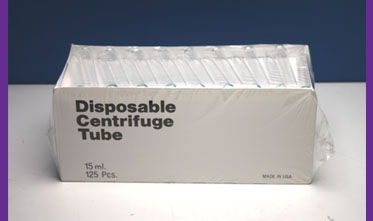 Disposable
Centrifuge
Tube
15 ml.
125 Pcs.
MADE IN USA